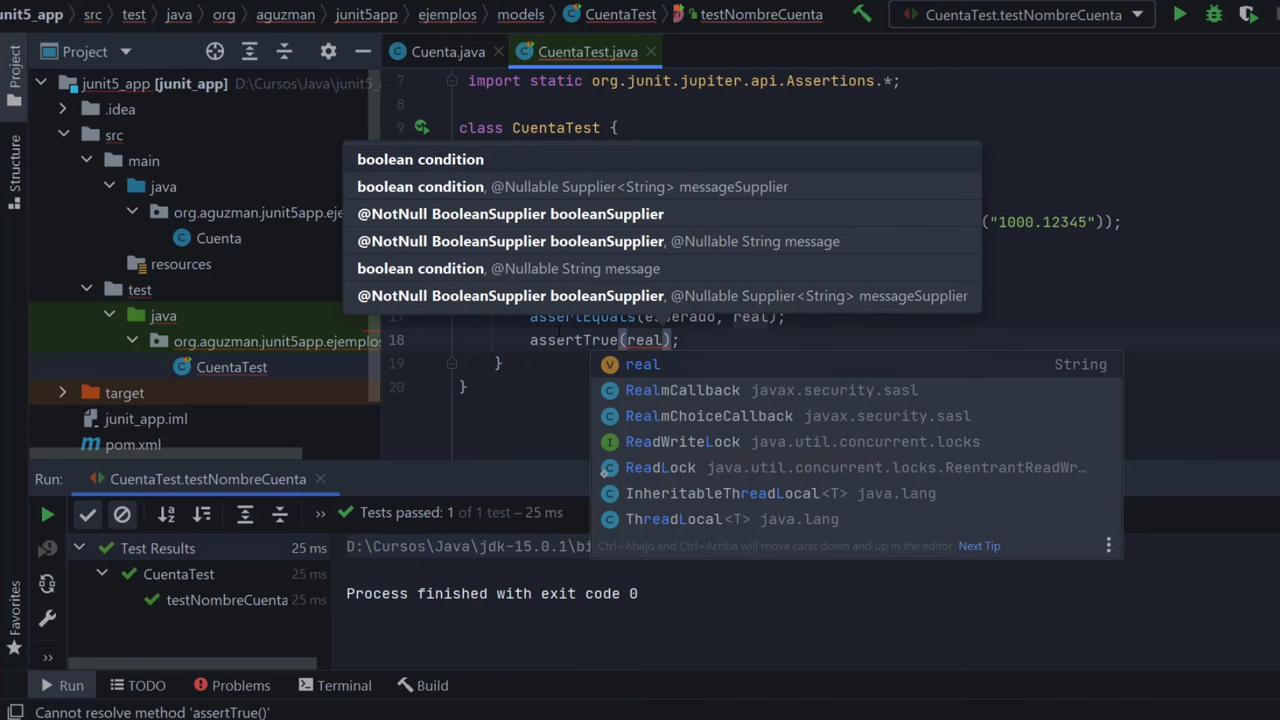 unit5_app
src
test
java
org
aguzman
junit5app
ejemplos
models
CuentaTest
testNombreCuenta
CuentaTest.testNombreCuenta
Project
Cuenta.java
CuentaTest.java
Project
Structure
Favorites
junit5_app [junit_app] D:\Cursos\Java\junit5_
.idea
src
main
java
org.aguzman.junit5app.eje
Cuenta
resources
test
java
org.aguzman.junit5app.ejemplos
CuentaTest
target
junit_app.iml
pom.xml
7 import static org.junit.jupiter.api.Assertions.*;
8
9 class CuentaTest {
boolean condition
boolean condition, @Nullable Supplier<String> messageSupplier
@NotNull BooleanSupplier booleanSupplier
("1000.12345"));
@NotNull BooleanSupplier booleanSupplier, @Nullable String message
boolean condition, @Nullable String message
@NotNull BooleanSupplier booleanSupplier, @Nullable Supplier<String> messageSupplier
17 assertEquals(esperado, real);
18 assertTrue(real);
19 }
20 }
real String
RealmCallback javax.security.sasl
RealmChoiceCallback javax.security.sasl
ReadWriteLock java.util.concurrent.locks
ReadLock java.util.concurrent.locks.ReentrantReadWr…
InheritableThreadLocal<T> java.lang
ThreadLocal<T> java.lang
Ctrl+Abajo and Ctrl+Arriba will move caret down and up in the editor Next Tip
Run: CuentaTest.testNombreCuenta
Tests passed: 1 of 1 test – 25 ms
Test Results 25 ms
CuentaTest 25 ms
testNombreCuenta 25 ms
D:\Cursos\Java\jdk-15.0.1\bi
Process finished with exit code 0
Run
TODO
Problems
Terminal
Build
Cannot resolve method 'assertTrue()'